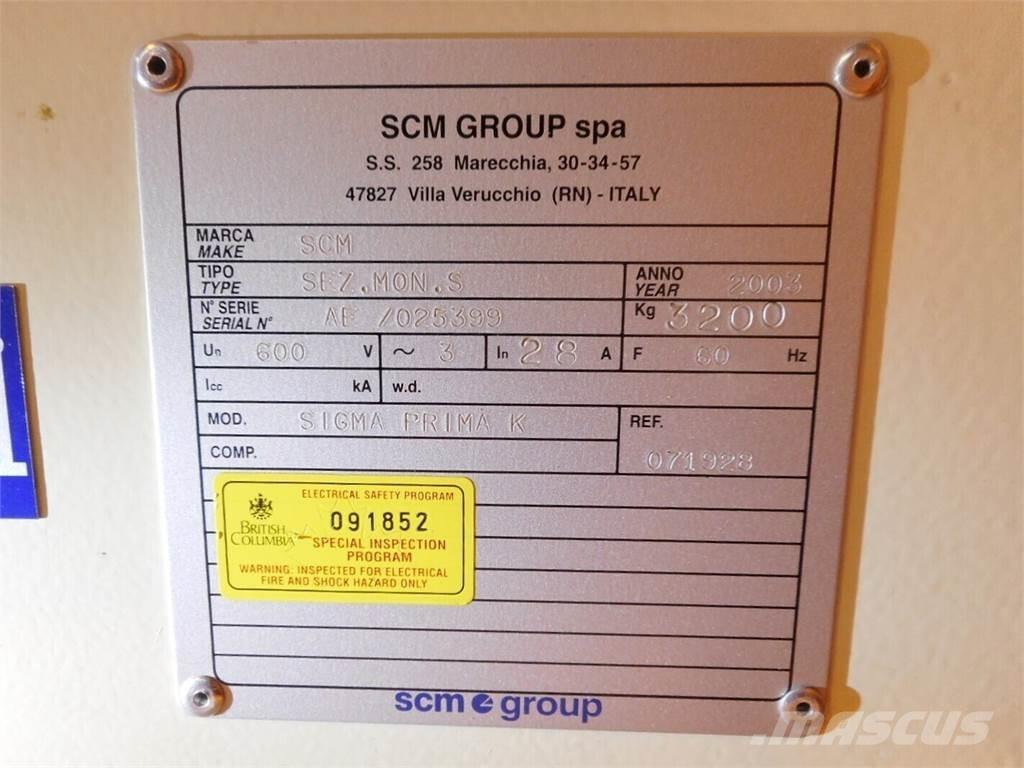 SCM GROUP spa
S.S. 258 Marecchia, 30-34-57
47827 Villa Verucchio (RN) - ITALY
MARCA
MAKE SCM
TIPO
TYPE SEZ.MON.S
ANNO
YEAR 2003
N° SERIE
SERIAL N° AB /025399
Kg 3200
Un 600 V ~ 3 In 28 A F 60 Hz
Icc kA w.d.
MOD. SIGMA PRIMA K
REF.
071928
COMP.
ELECTRICAL SAFETY PROGRAM
091852
BRITISH
COLUMBIA
SPECIAL INSPECTION
PROGRAM
WARNING: INSPECTED FOR ELECTRICAL
FIRE AND SHOCK HAZARD ONLY
scm group
MASCUS